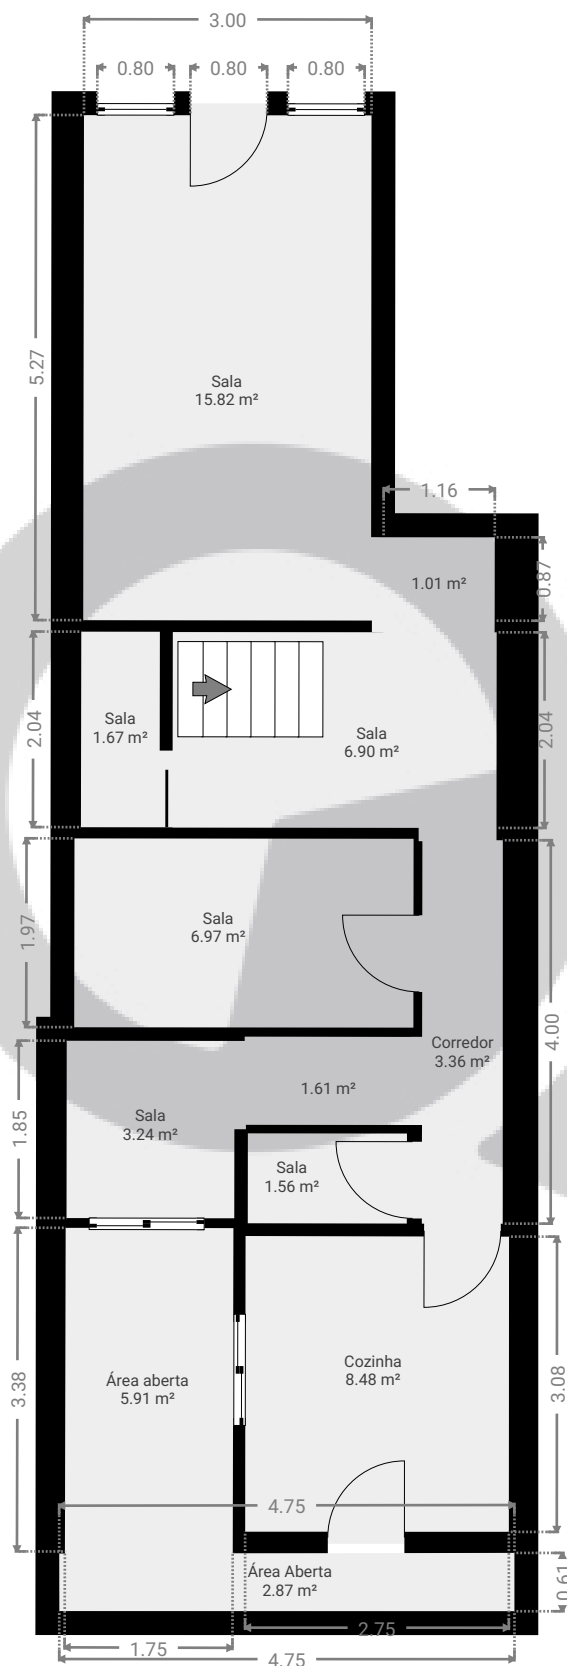 3.00
0.80 0.80 0.80
5.27
Sala
15.82 m²
1.16
0.87
1.01 m²
2.04
Sala
1.67 m²
Sala
6.90 m²
2.04
1.97
Sala
6.97 m²
4.00
Corredor
3.36 m²
1.85
Sala
3.24 m²
1.61 m²
Sala
1.56 m²
3.38
Área aberta
5.91 m²
Cozinha
8.48 m²
3.08
4.75
Área Aberta
2.87 m²
0.61
1.75
2.75
4.75